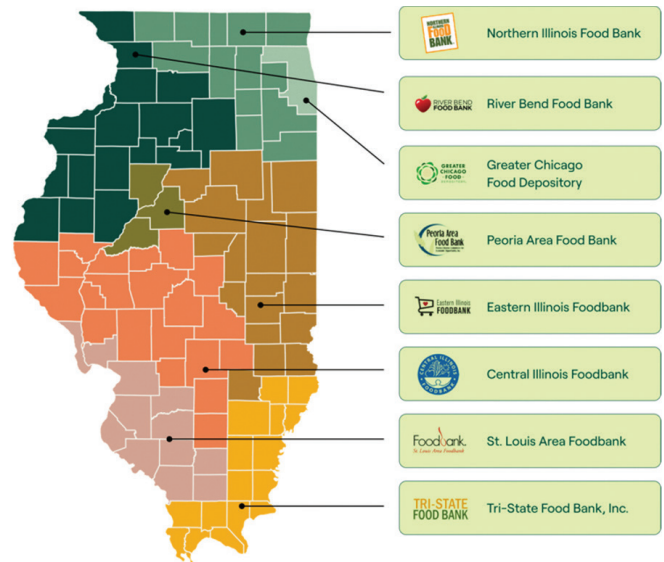 NORTHERN
ILLINOIS
FOOD
BANK
Northern Illinois Food Bank
RIVER BEND
FOOD BANK
River Bend Food Bank
GREATER
CHICAGO
FOOD
Greater Chicago
Food Depository
Peoria Area
Food Bank
Peoria Area Food Bank
Eastern Illinois
FOODBANK
Eastern Illinois Foodbank
CENTRAL ILLINOIS
FOODBANK
Central Illinois Foodbank
Foodbank
St. Louis Area Foodbank
St. Louis Area Foodbank
TRI-STATE
FOOD BANK
Tri-State Food Bank, Inc.